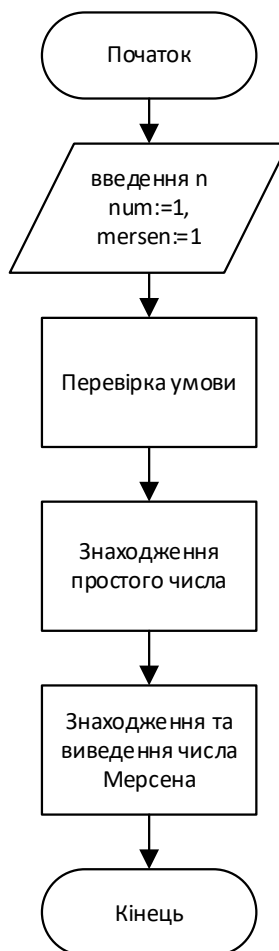 Початок
введення n
num:=1,
mersen:=1
Перевірка умови
Знаходження
простого числа
Знаходження та
виведення числа
Мерсена
Кінець